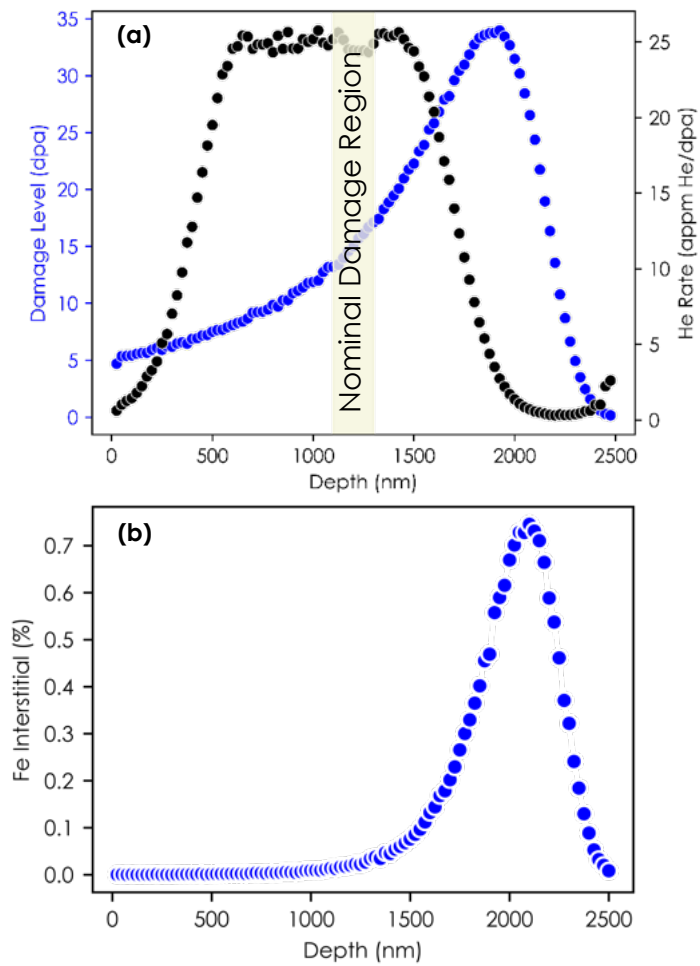 (a)
35
30
25
20
15
10
5
0
Damage Level (dpa)
Nominal Damage Region
25
20
15
10
5
0
He Rate (appm He/dpa)
0 500 1000 1500 2000 2500
Depth (nm)
(b)
0.7
0.6
0.5
0.4
0.3
0.2
0.1
0.0
Fe Interstitial (%)
0 500 1000 1500 2000 2500
Depth (nm)